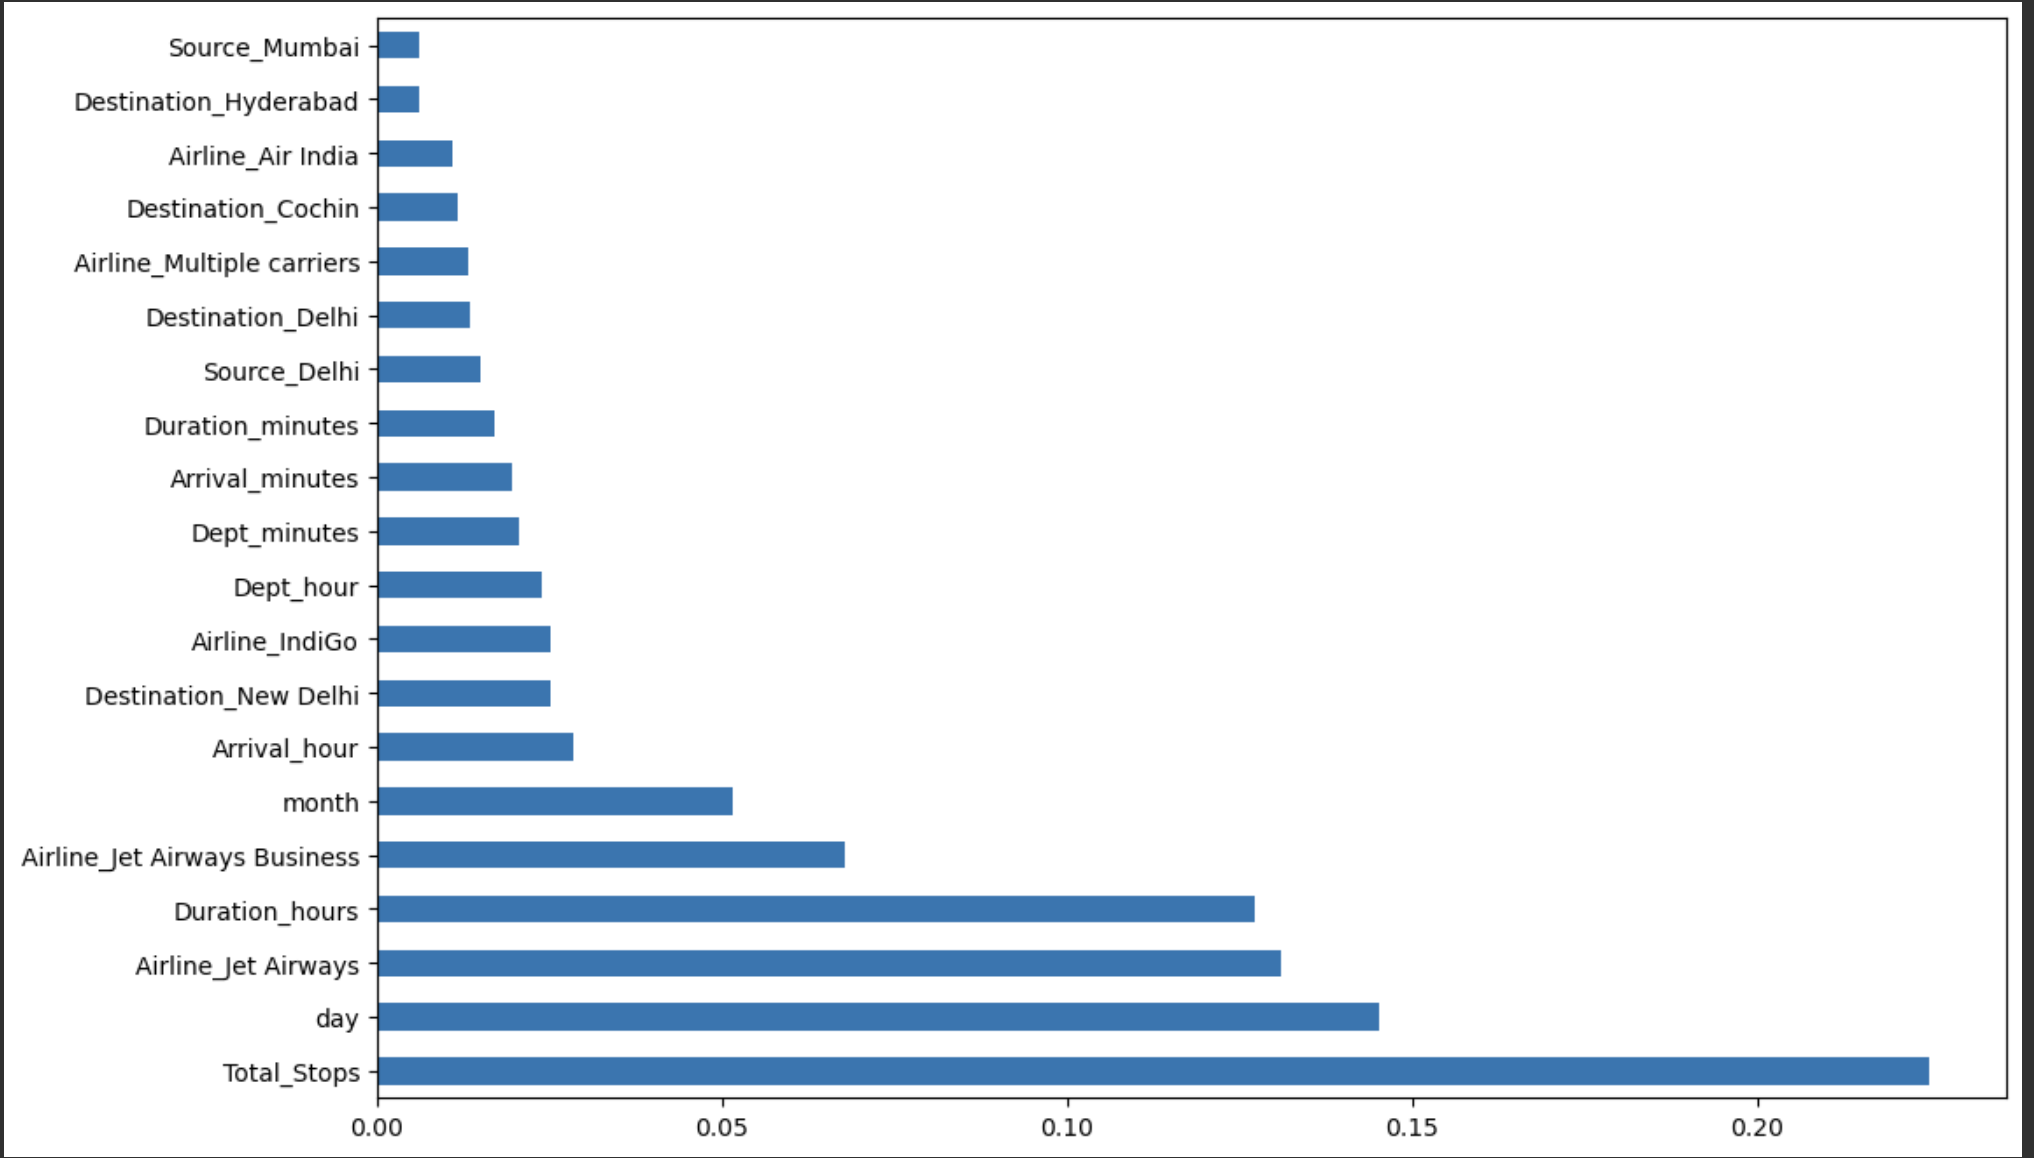 Source_Mumbai
Destination_Hyderabad
Airline_Air India
Destination_Cochin
Airline_Multiple carriers
Destination_Delhi
Source_Delhi
Duration_minutes
Arrival_minutes
Dept_minutes
Dept_hour
Airline_IndiGo
Destination_New Delhi
Arrival_hour
month
Airline_Jet Airways Business
Duration_hours
Airline_Jet Airways
day
Total_Stops
0.00 0.05 0.10 0.15 0.20